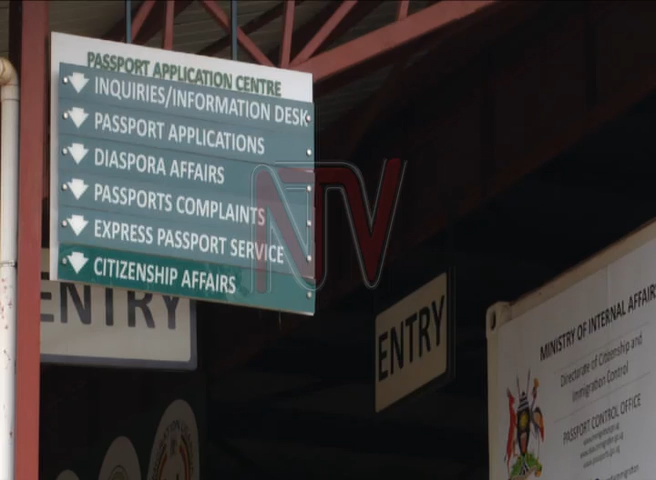 PASSPORT APPLICATION CENTRE
INQUIRIES/INFORMATION DESK
PASSPORT APPLICATIONS
DIASPORA AFFAIRS
PASSPORTS COMPLAINTS
EXPRESS PASSPORT SERVICE
CITIZENSHIP AFFAIRS
NTV
ENTRY
ENTRY
MINISTRY OF INTERNAL AFFAIRS
Directorate of Citizenship and
Immigration Control
PASSPORT CONTROL OFFICE